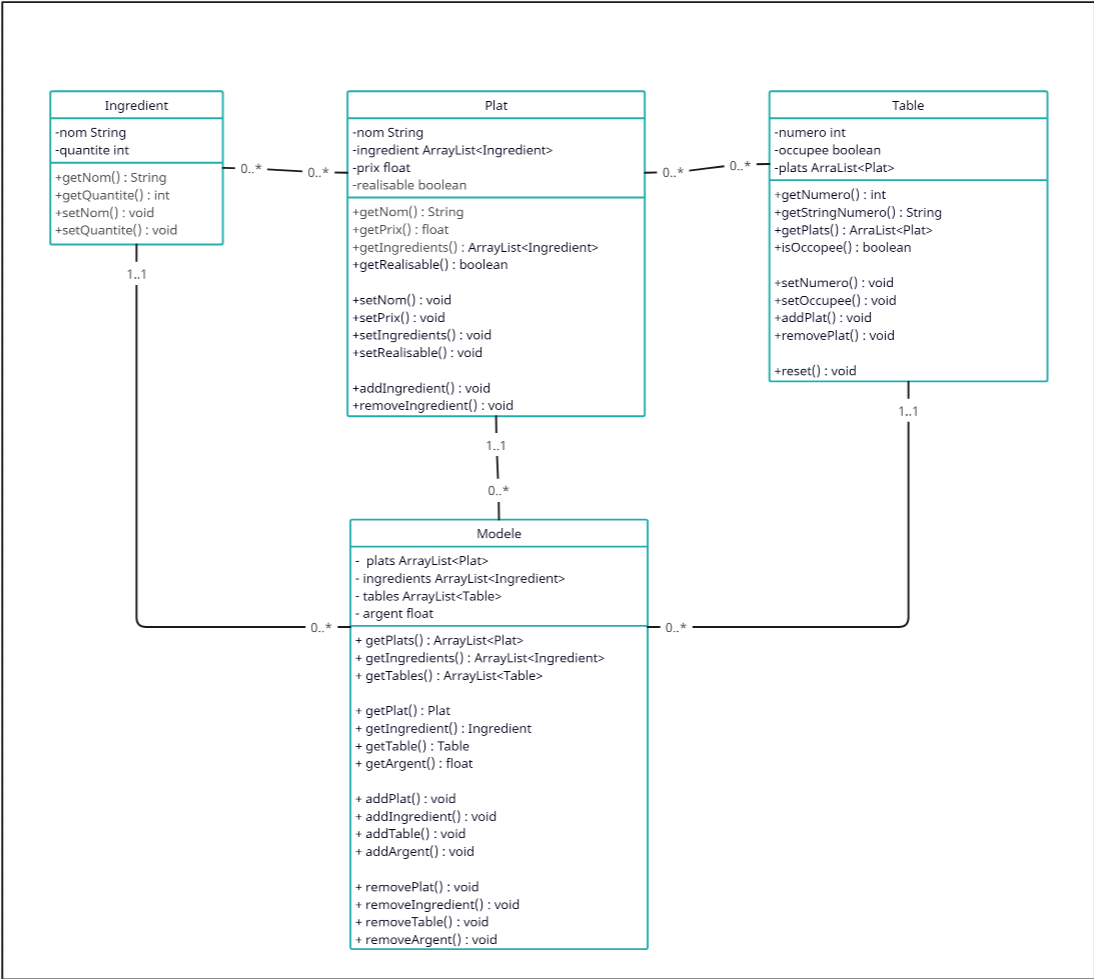 Ingredient
-nom String
-quantite int
+getNom() : String
+getQuantite() : int
+setNom() : void
+setQuantite() : void
0..*
0..*
Plat
-nom String
-ingredient ArrayList<Ingredient>
-prix float
-realisable boolean
+getNom() : String
+getPrix() : float
+getIngredients() : ArrayList<Ingredient>
+getRealisable() : boolean
+setNom() : void
+setPrix() : void
+setIngredients() : void
+setRealisable() : void
+addIngredient() : void
+removeIngredient() : void
0..*
0..*
Table
-numero int
-occupee boolean
-plats ArraList<Plat>
+getNumero() : int
+getStringNumero() : String
+getPlats() : ArraList<Plat>
+isOccopee() : boolean
+setNumero() : void
+setOccupee() : void
+addPlat() : void
+removePlat() : void
+reset() : void
1..1
1..1
1..1
0..*
0..*
0..*
Modele
- plats ArrayList<Plat>
- ingredients ArrayList<Ingredient>
- tables ArrayList<Table>
- argent float
+ getPlats() : ArrayList<Plat>
+ getIngredients() : ArrayList<Ingredient>
+ getTables() : ArrayList<Table>
+ getPlat() : Plat
+ getIngredient() : Ingredient
+ getTable() : Table
+ getArgent() : float
+ addPlat() : void
+ addIngredient() : void
+ addTable() : void
+ addArgent() : void
+ removePlat() : void
+ removeIngredient() : void
+ removeTable() : void
+ removeArgent() : void